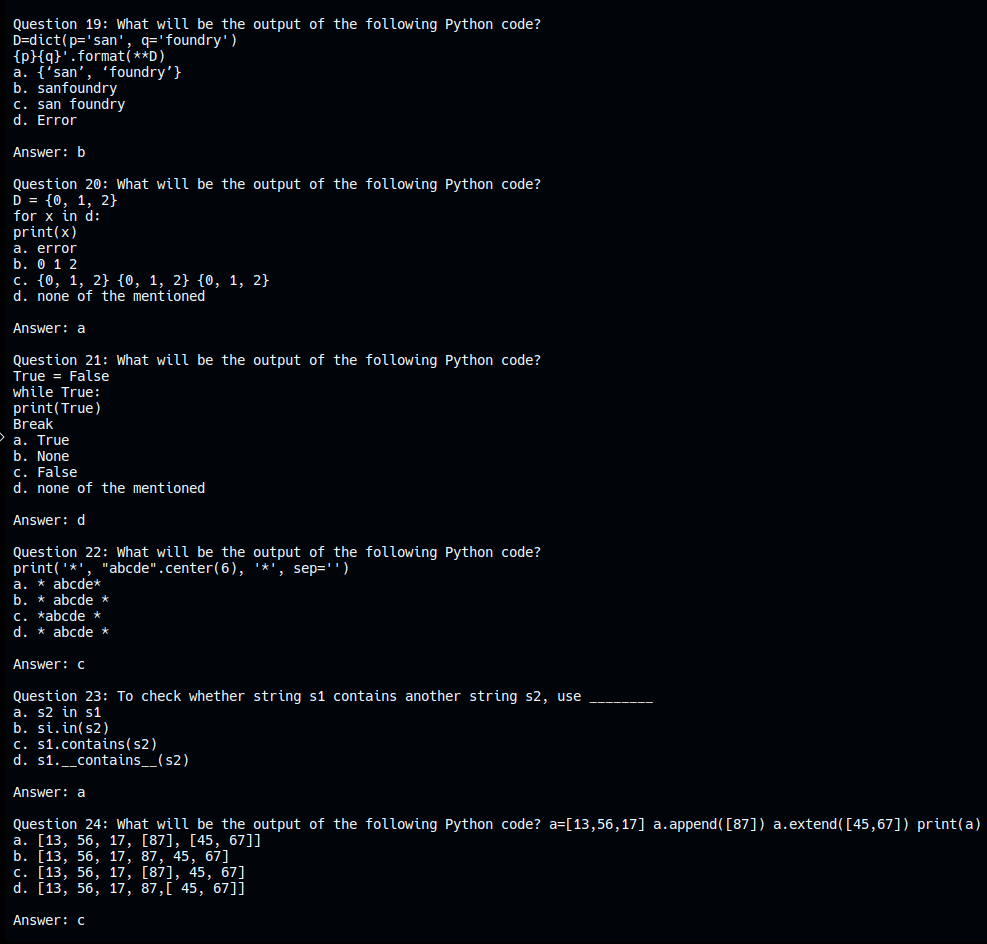 Question 19: What will be the output of the following Python code?
D=dict(p='san', q='foundry')
{p}{q}'.format(**D)
a. {‘san’, ‘foundry’}
b. sanfoundry
c. san foundry
d. Error
Answer: b
Question 20: What will be the output of the following Python code?
D = {0, 1, 2}
for x in d:
print(x)
a. error
b. 0 1 2
c. {0, 1, 2} {0, 1, 2} {0, 1, 2}
d. none of the mentioned
Answer: a
Question 21: What will be the output of the following Python code?
True = False
while True:
print(True)
Break
a. True
b. None
c. False
d. none of the mentioned
Answer: d
Question 22: What will be the output of the following Python code?
print('*', "abcde".center(6), '*', sep='')
a. * abcde*
b. * abcde *
c. *abcde *
d. * abcde *
Answer: c
Question 23: To check whether string s1 contains another string s2, use ________
a. s2 in s1
b. si.in(s2)
c. s1.contains(s2)
d. s1.__contains__(s2)
Answer: a
Question 24: What will be the output of the following Python code? a=[13,56,17] a.append([87]) a.extend([45,67]) print(a)
a. [13, 56, 17, [87], [45, 67]]
b. [13, 56, 17, 87, 45, 67]
c. [13, 56, 17, [87], 45, 67]
d. [13, 56, 17, 87,[ 45, 67]]
Answer: c